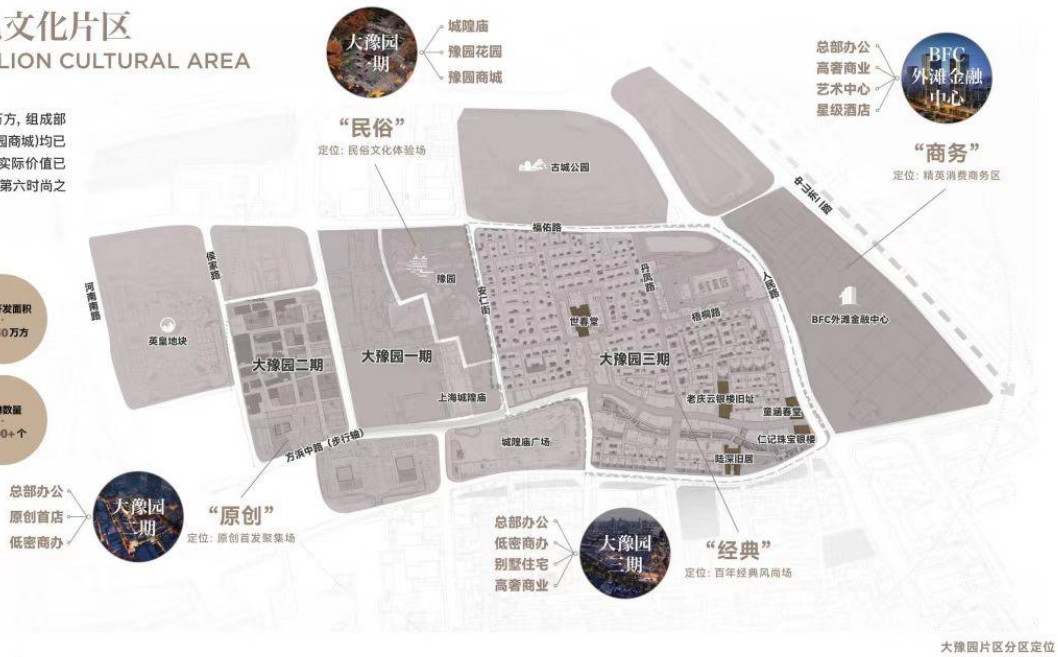 文化片区
LION CULTURAL AREA
万方, 组成部
园商城)均已
实际价值已
第六时尚之
发面积
0万方
数量
0+个
大豫园
一期
城隍庙
豫园花园
豫园商城
“民俗”
定位: 民俗文化体验场
总部办公
高奢商业
艺术中心
星级酒店
BFC
外滩金融
中心
“商务”
定位: 精英消费商务区
古城公园
中山东二路
福佑路
侯家路
河南南路
豫园
安仁街
丹凤路
人民路
梧桐路
BFC外滩金融中心
世春堂
英皇地块
大豫园二期
大豫园一期
大豫园三期
上海城隍庙
老庆云银楼旧址
童涵春堂
仁记珠宝银楼
方浜中路 (步行轴)
城隍庙广场
陆深旧居
总部办公
原创首店
低密商办
大豫园
二期
“原创”
定位: 原创首发聚集场
总部办公
低密商办
别墅住宅
高奢商业
大豫园
三期
“经典”
定位: 百年经典风尚场
大豫园片区分区定位